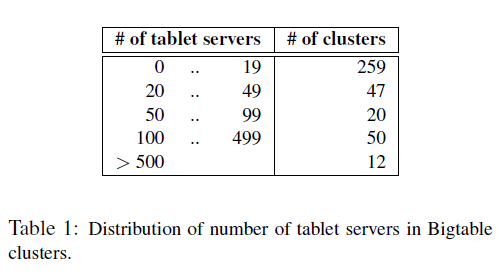 # of tablet servers # of clusters
0 .. 19 259
20 .. 49 47
50 .. 99 20
100 .. 499 50
> 500 12
Table 1: Distribution of number of tablet servers in Bigtable
clusters.